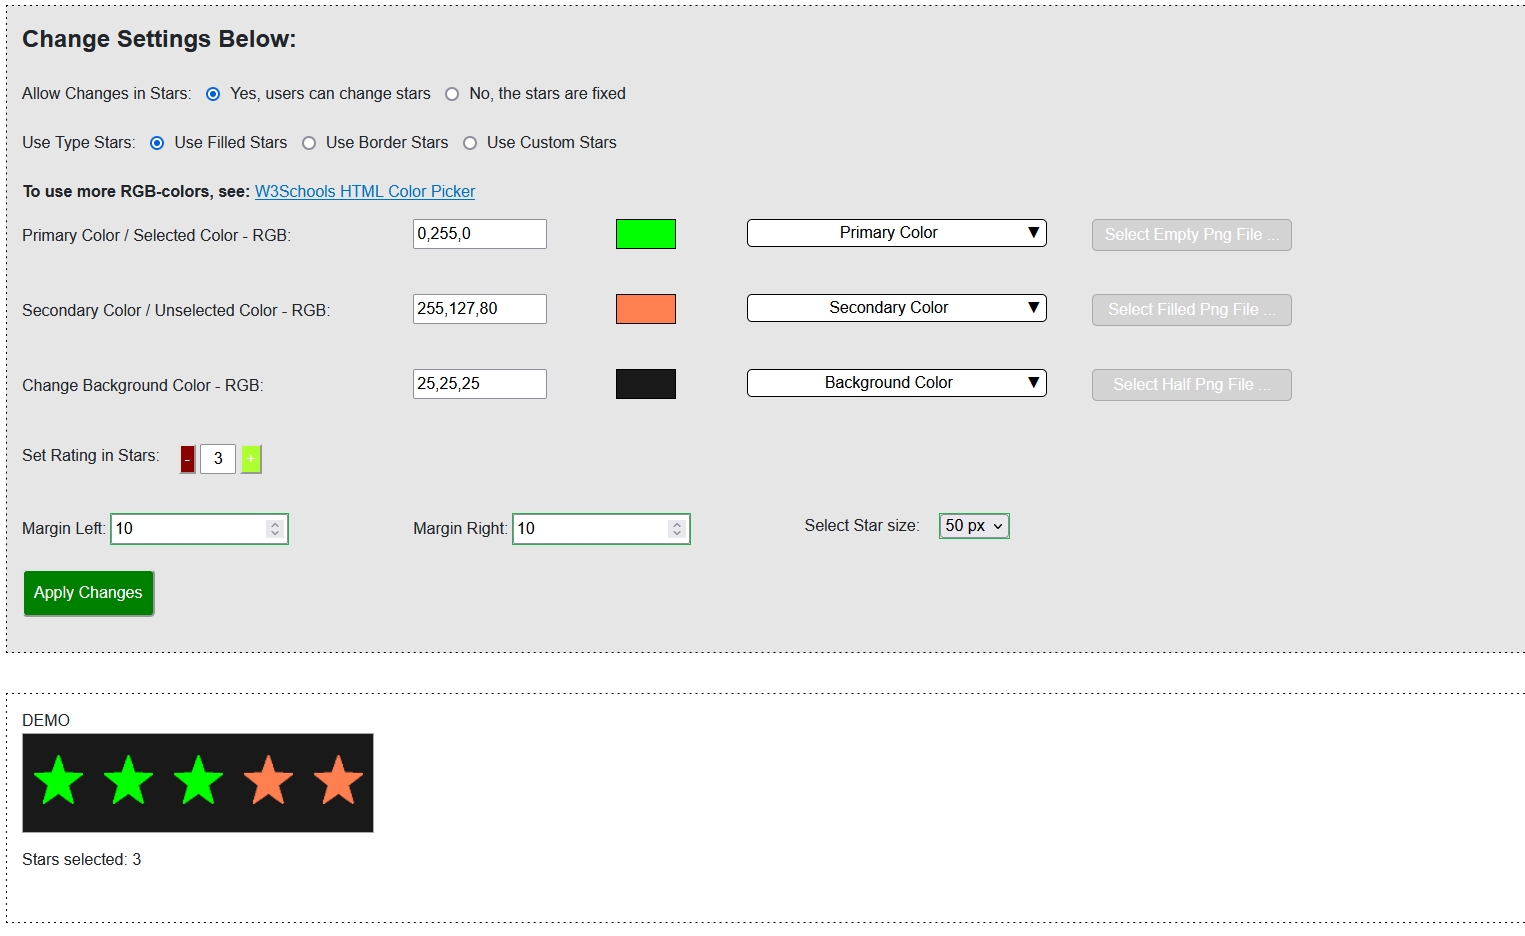 Change Settings Below:
Allow Changes in Stars: Yes, users can change stars No, the stars are fixed
Use Type Stars: Use Filled Stars Use Border Stars Use Custom Stars
To use more RGB-colors, see: W3Schools HTML Color Picker
Primary Color / Selected Color - RGB: 0,255,0 Primary Color ▼ Select Empty Png File ...
Secondary Color / Unselected Color - RGB: 255,127,80 Secondary Color ▼ Select Filled Png File ...
Change Background Color - RGB: 25,25,25 Background Color ▼ Select Half Png File ...
Set Rating in Stars: - 3 +
Margin Left: 10 Margin Right: 10 Select Star size: 50 px
Apply Changes
DEMO
Stars selected: 3